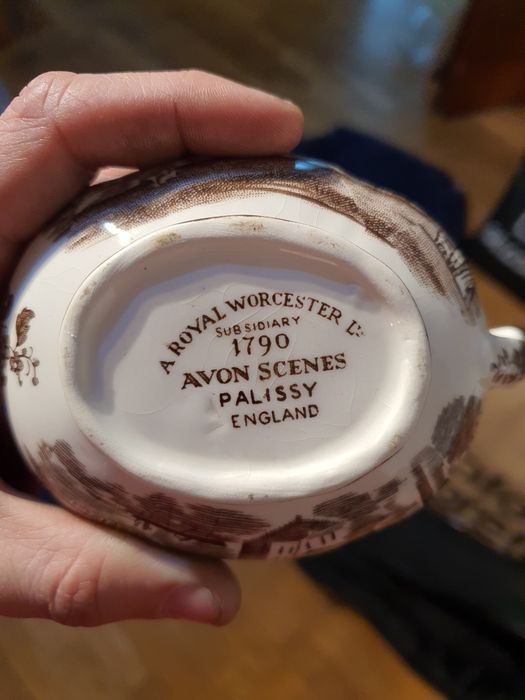 A ROYAL WORCESTER Ltd
SUBSIDIARY
1790
AVON SCENES
PALISSY
ENGLAND